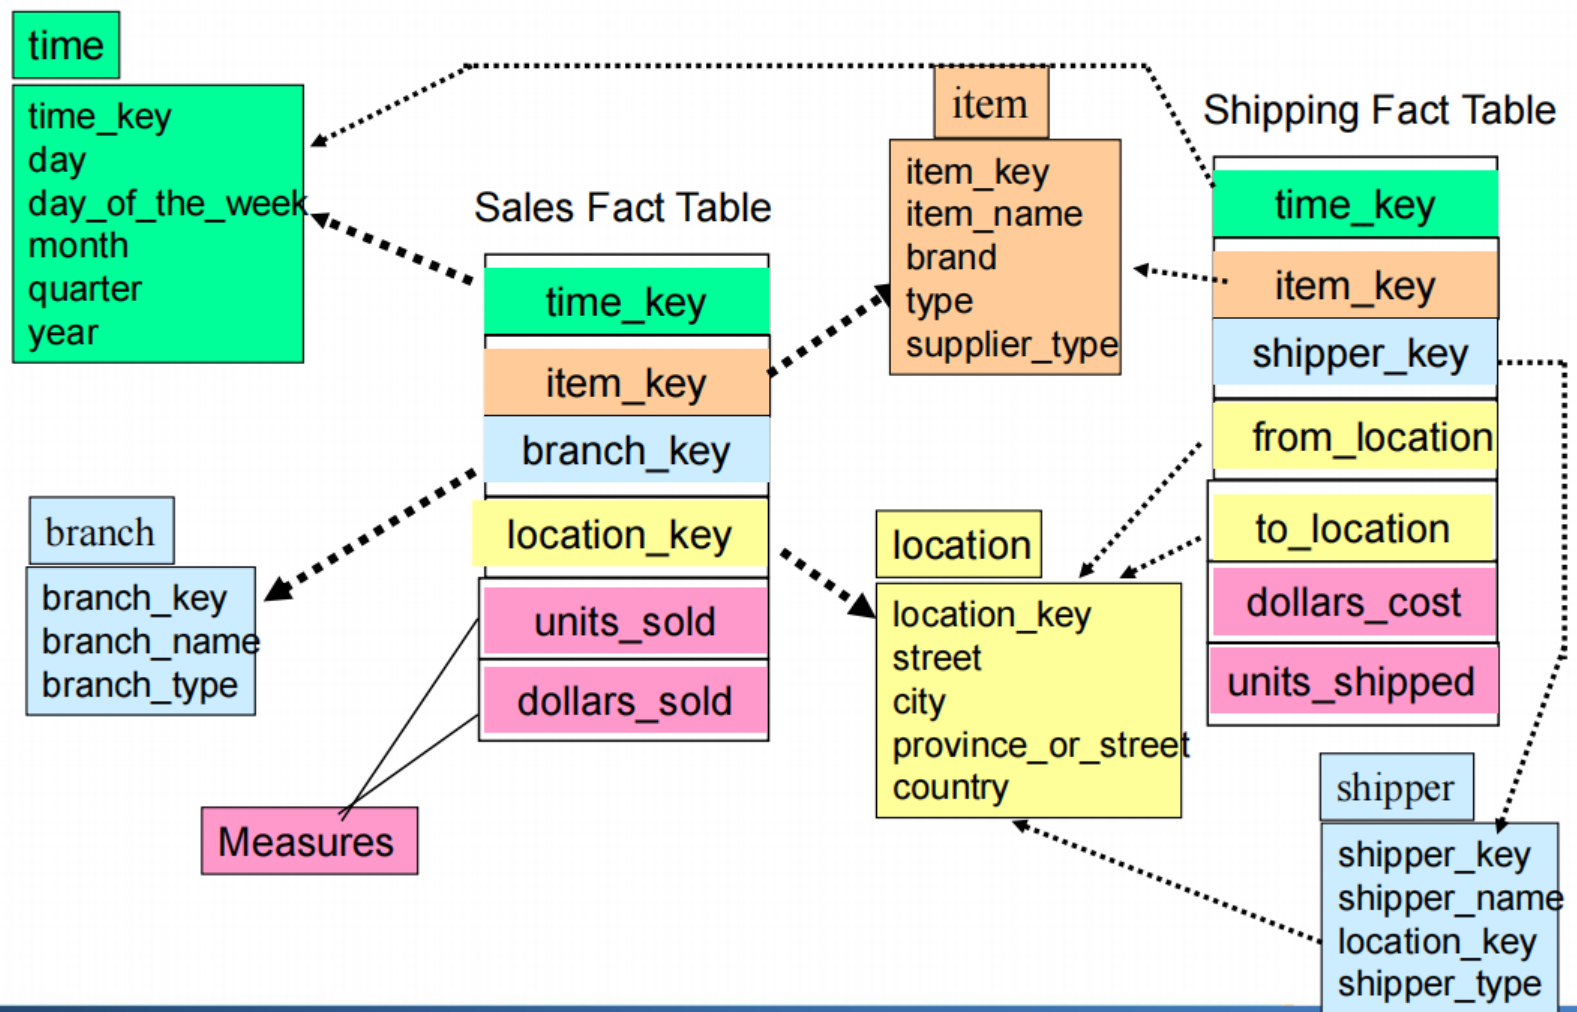 time
time_key
day
day_of_the_week
month
quarter
year
Sales Fact Table
time_key
item_key
branch_key
location_key
units_sold
dollars_sold
Measures
branch
branch_key
branch_name
branch_type
item
item_key
item_name
brand
type
supplier_type
location
location_key
street
city
province_or_street
country
Shipping Fact Table
time_key
item_key
shipper_key
from_location
to_location
dollars_cost
units_shipped
shipper
shipper_key
shipper_name
location_key
shipper_type